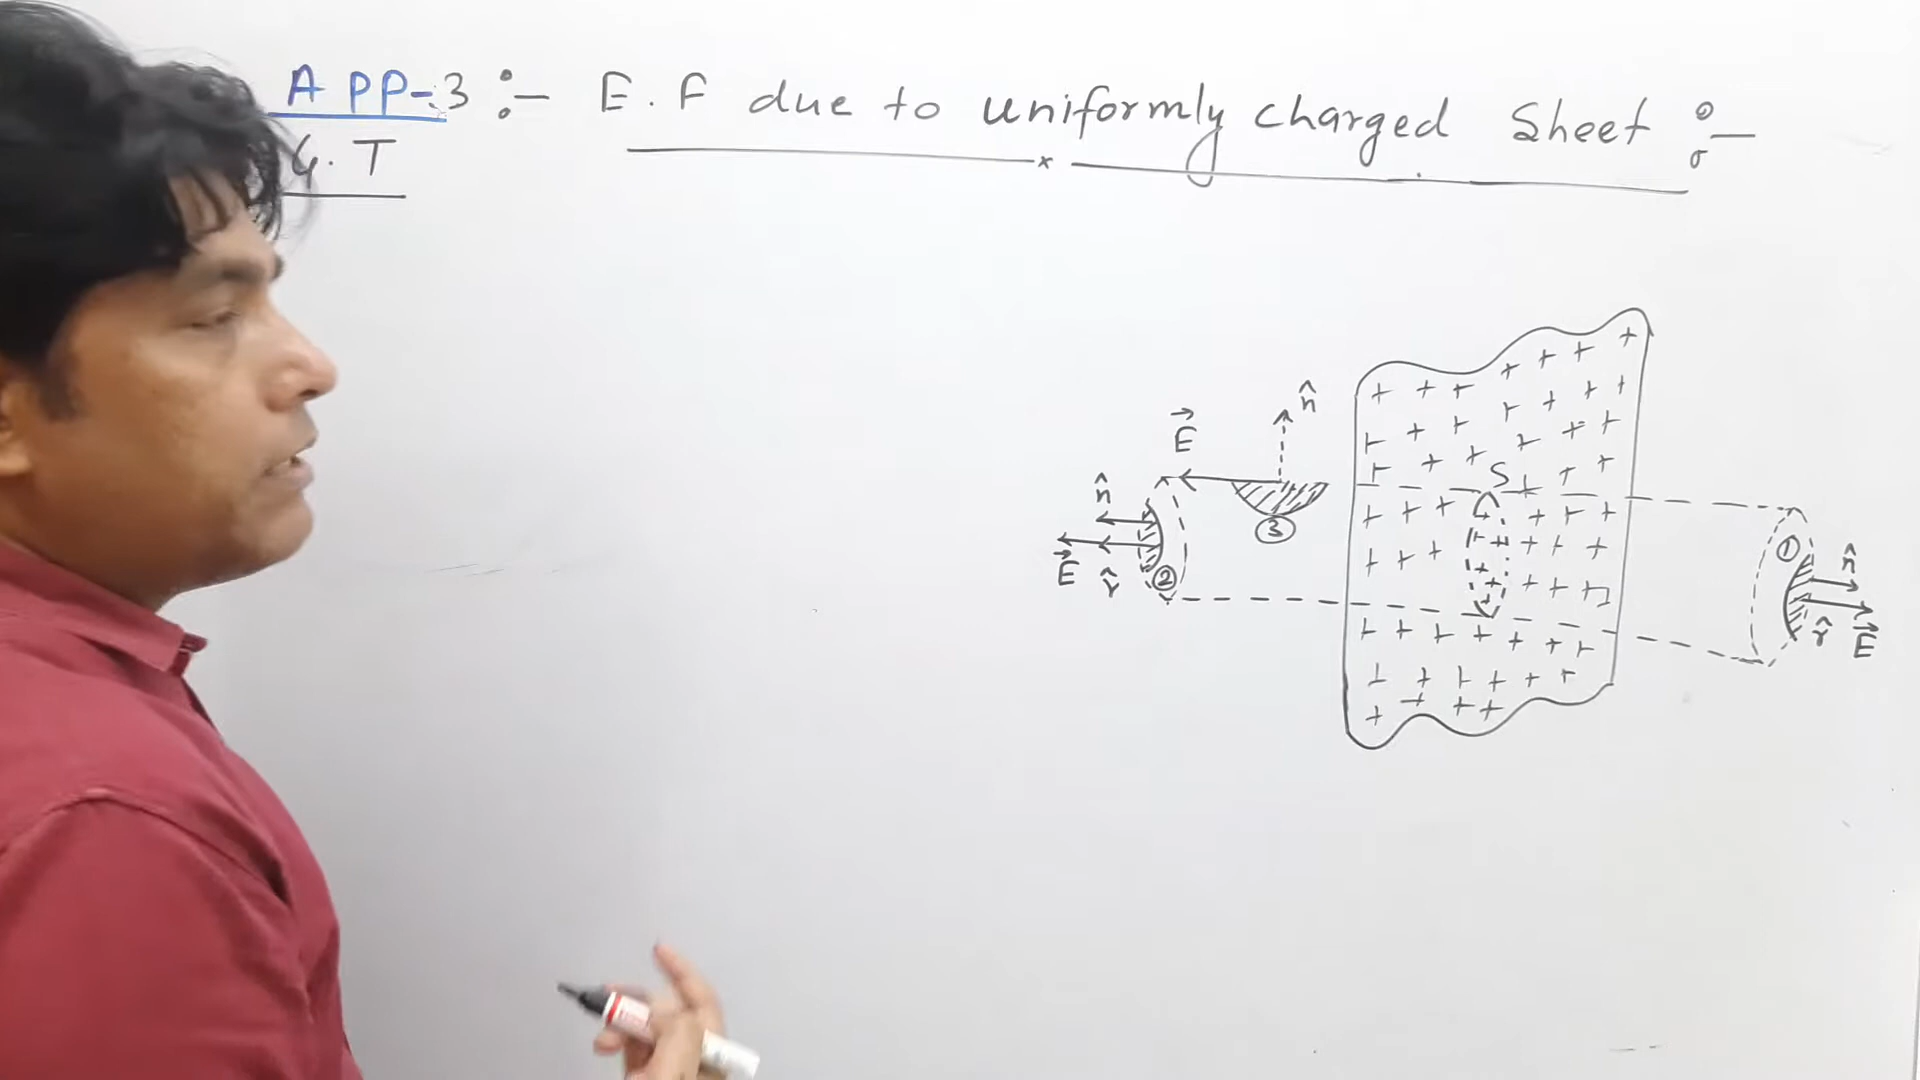 APP-3 :- E.F due to uniformly charged Sheet :-
G.T
n̂
E⃗
n̂
S
③
①
n̂
E⃗ r̂ ②
r̂ E⃗